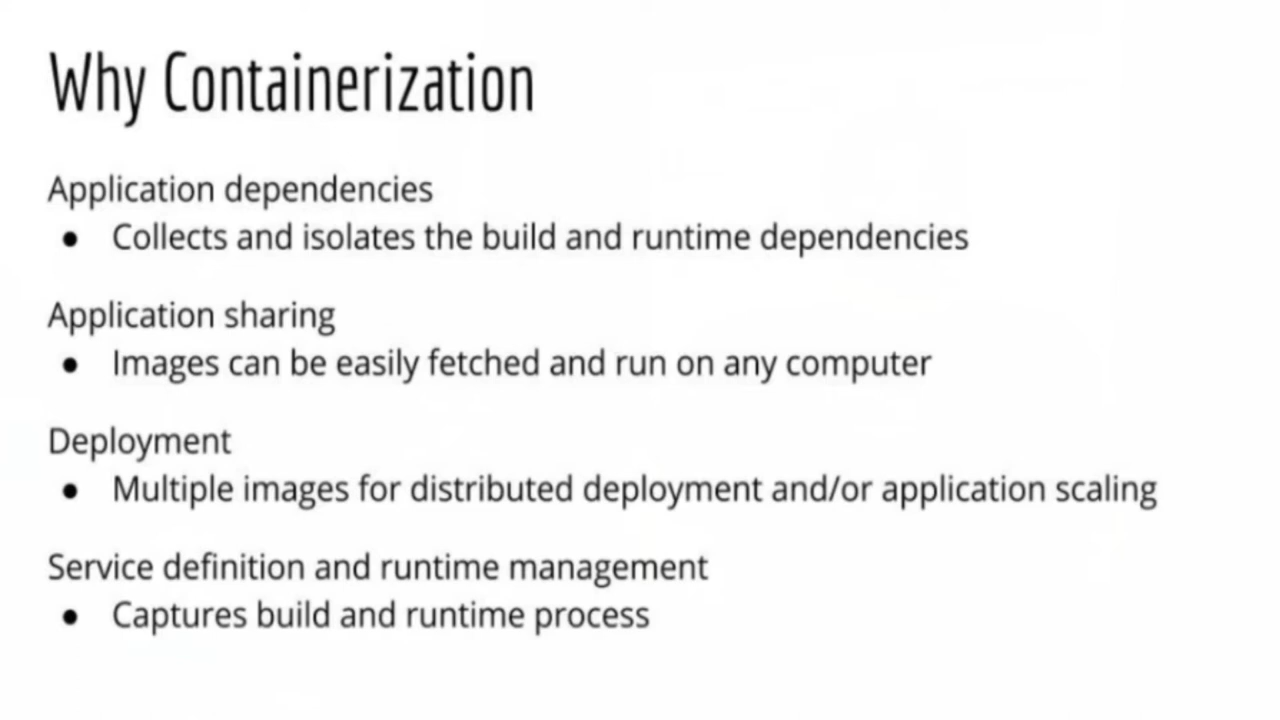 Why Containerization
Application dependencies
● Collects and isolates the build and runtime dependencies
Application sharing
● Images can be easily fetched and run on any computer
Deployment
● Multiple images for distributed deployment and/or application scaling
Service definition and runtime management
● Captures build and runtime process